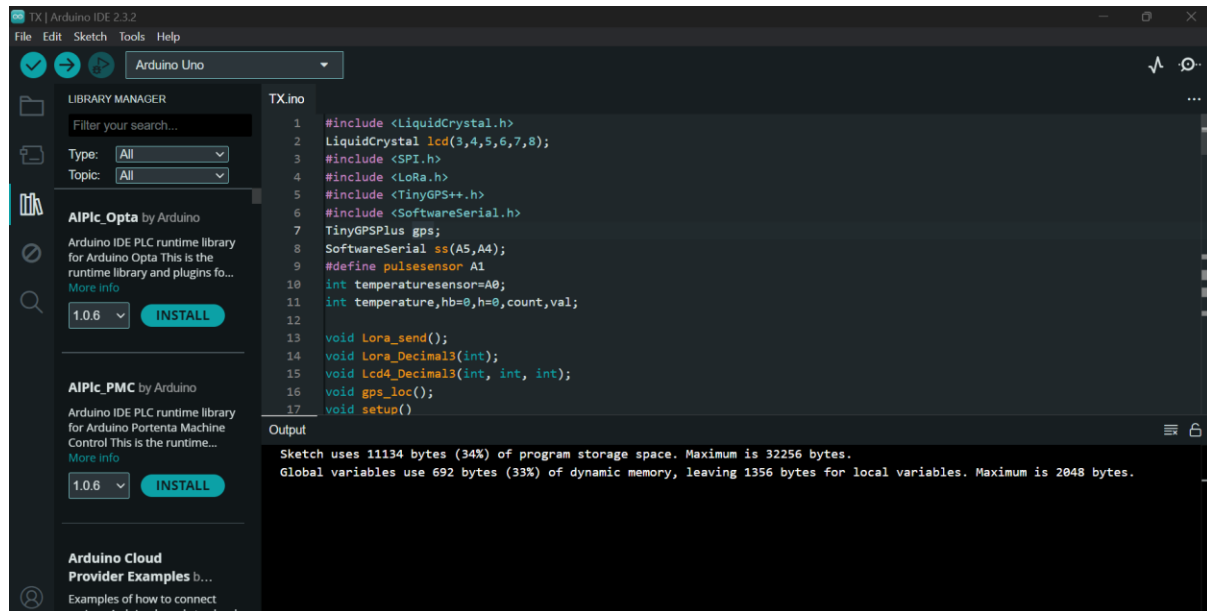 TX | Arduino IDE 2.3.2
File Edit Sketch Tools Help
Arduino Uno
LIBRARY MANAGER
Filter your search...
Type: All
Topic: All
AIPlc_Opta by Arduino
Arduino IDE PLC runtime library
for Arduino Opta This is the
runtime library and plugins fo...
More info
1.0.6 INSTALL
AIPlc_PMC by Arduino
Arduino IDE PLC runtime library
for Arduino Portenta Machine
Control This is the runtime...
More info
1.0.6 INSTALL
Arduino Cloud
Provider Examples b...
Examples of how to connect
TX.ino
1 #include <LiquidCrystal.h>
2 LiquidCrystal lcd(3,4,5,6,7,8);
3 #include <SPI.h>
4 #include <LoRa.h>
5 #include <TinyGPS++.h>
6 #include <SoftwareSerial.h>
7 TinyGPSPlus gps;
8 SoftwareSerial ss(A5,A4);
9 #define pulsesensor A1
10 int temperaturesensor=A0;
11 int temperature,hb=0,h=0,count,val;
12
13 void Lora_send();
14 void Lora_Decimal3(int);
15 void Lcd4_Decimal3(int, int, int);
16 void gps_loc();
17 void setup()
Output
Sketch uses 11134 bytes (34%) of program storage space. Maximum is 32256 bytes.
Global variables use 692 bytes (33%) of dynamic memory, leaving 1356 bytes for local variables. Maximum is 2048 bytes.